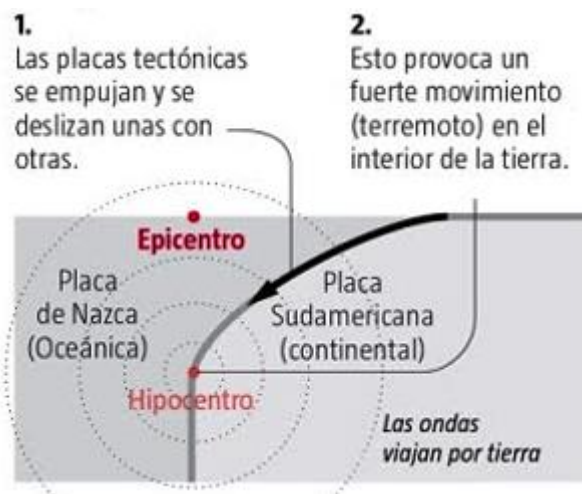 1.
Las placas tectónicas
se empujan y se
deslizan unas con
otras.
2.
Esto provoca un
fuerte movimiento
(terremoto) en el
interior de la tierra.
Epicentro
Placa
de Nazca
(Oceánica)
Placa
Sudamericana
(continental)
Hipocentro
Las ondas
viajan por tierra